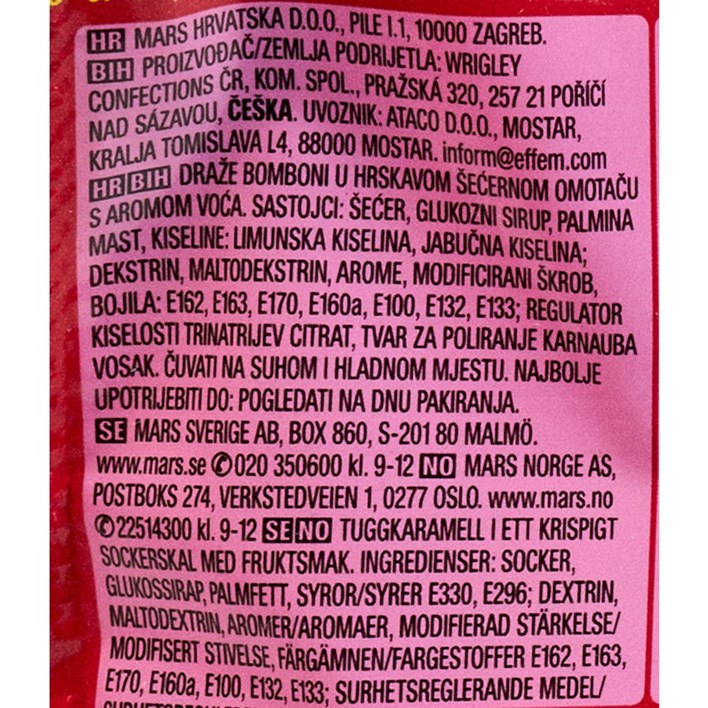 HR MARS HRVATSKA D.O.O., PILE I.1, 10000 ZAGREB.
BIH PROIZVOĐAČ/ZEMLJA PODRIJETLA: WRIGLEY
CONFECTIONS ČR, KOM. SPOL., PRAŽSKÁ 320, 257 21 POŘÍČÍ
NAD SÁZAVOU, ČEŠKA. UVOZNIK: ATACO D.O.O., MOSTAR,
KRALJA TOMISLAVA L4, 88000 MOSTAR. inform@effem.com
HR BIH DRAŽE BOMBONI U HRSKAVOM ŠEĆERNOM OMOTAČU
S AROMOM VOĆA. SASTOJCI: ŠEĆER, GLUKOZNI SIRUP, PALMINA
MAST, KISELINE: LIMUNSKA KISELINA, JABUČNA KISELINA;
DEKSTRIN, MALTODEKSTRIN, AROME, MODIFICIRANI ŠKROB,
BOJILA: E162, E163, E170, E160a, E100, E132, E133; REGULATOR
KISELOSTI TRINATRIJEV CITRAT, TVAR ZA POLIRANJE KARNAUBA
VOSAK. ČUVATI NA SUHOM I HLADNOM MJESTU. NAJBOLJE
UPOTRIJEBITI DO: POGLEDATI NA DNU PAKIRANJA.
SE MARS SVERIGE AB, BOX 860, S-201 80 MALMÖ.
www.mars.se ✆020 350600 kl. 9-12 NO MARS NORGE AS,
POSTBOKS 274, VERKSTEDVEIEN 1, 0277 OSLO. www.mars.no
✆22514300 kl. 9-12 SE NO TUGGKARAMELL I ETT KRISPIGT
SOCKERSKAL MED FRUKTSMAK. INGREDIENSER: SOCKER,
GLUKOSSIRAP, PALMFETT, SYROR/SYRER E330, E296; DEXTRIN,
MALTODEXTRIN, AROMER/AROMAER, MODIFIERAD STÄRKELSE/
MODIFISERT STIVELSE, FÄRGÄMNEN/FARGESTOFFER E162, E163,
E170, E160a, E100, E132, E133; SURHETSREGLERANDE MEDEL/